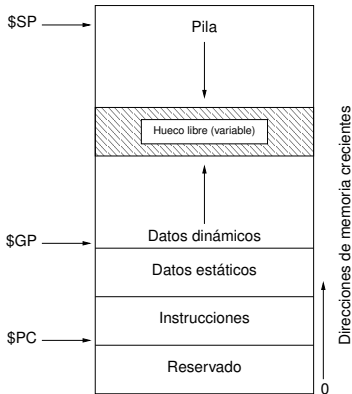 $SP
Pila
Hueco libre (variable)
Datos dinámicos
$GP
Datos estáticos
Instrucciones
$PC
Reservado
0
Direcciones de memoria crecientes